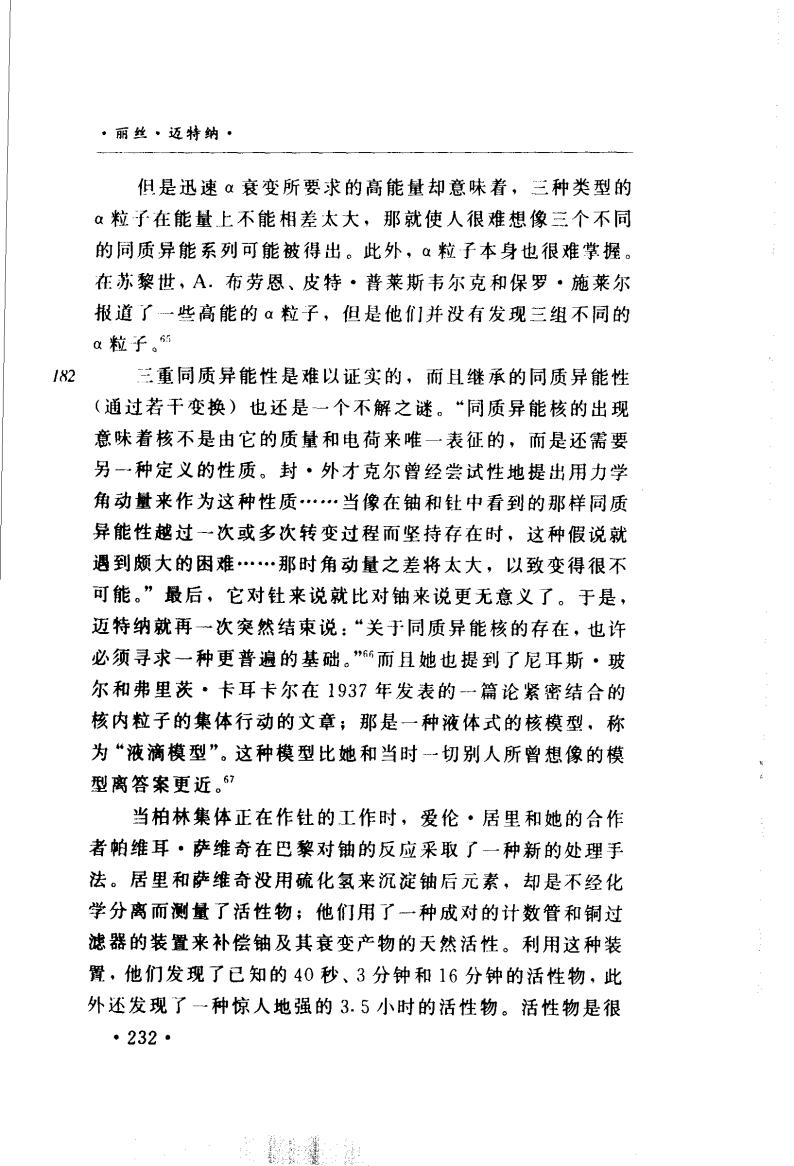 ·丽丝·迈特纳·
但是迅速α衰变所要求的高能量却意味着，三种类型的
α粒子在能量上不能相差太大，那就使人很难想像三个不同
的同质异能系列可能被得出。此外，α粒子本身也很难掌握。
在苏黎世，A．布劳恩、皮特·普莱斯韦尔克和保罗·施莱尔
报道了一些高能的α粒子，但是他们并没有发现三组不同的
α粒子。65
182
三重同质异能性是难以证实的，而且继承的同质异能性
（通过若干变换）也还是一个不解之谜。“同质异能核的出现
意味着核不是由它的质量和电荷来唯一表征的，而是还需要
另一种定义的性质。封·外才克尔曾经尝试性地提出用力学
角动量来作为这种性质……当像在铀和钍中看到的那样同质
异能性越过一次或多次转变过程而坚持存在时，这种假说就
遇到颇大的困难……那时角动量之差将太大，以致变得很不
可能。”最后，它对钍来说就比对铀来说更无意义了。于是，
迈特纳就再一次突然结束说：“关于同质异能核的存在，也许
必须寻求一种更普遍的基础。”66而且她也提到了尼耳斯·玻
尔和弗里茨·卡耳卡尔在1937年发表的一篇论紧密结合的
核内粒子的集体行动的文章；那是一种液体式的核模型，称
为“液滴模型”。这种模型比她和当时一切别人所曾想像的模
型离答案更近。67
当柏林集体正在作钍的工作时，爱伦·居里和她的合作
者帕维耳·萨维奇在巴黎对铀的反应采取了一种新的处理手
法。居里和萨维奇没用硫化氢来沉淀铀后元素，却是不经化
学分离而测量了活性物；他们用了一种成对的计数管和铜过
滤器的装置来补偿铀及其衰变产物的天然活性。利用这种装
置，他们发现了已知的40秒、3分钟和16分钟的活性物，此
外还发现了一种惊人地强的3.5小时的活性物。活性物是很
·232·